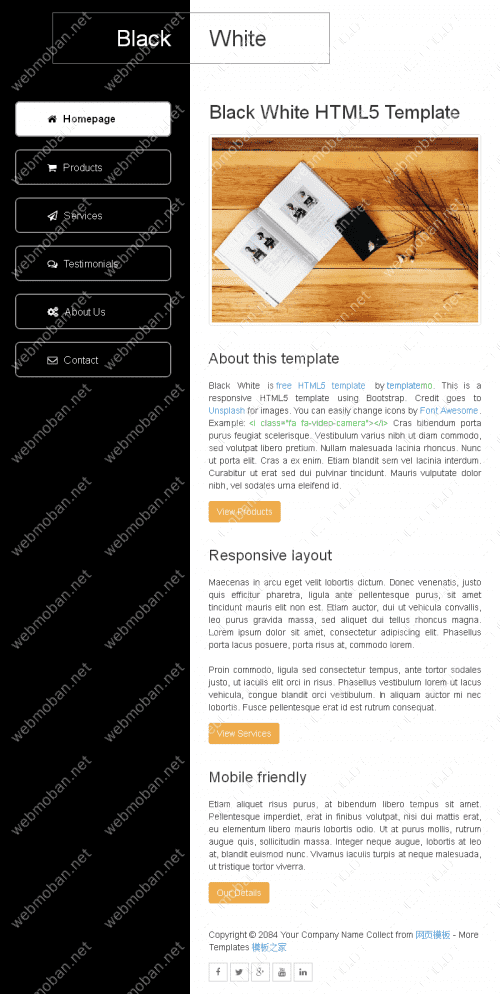 Black White
Homepage
Products
Services
Testimonials
About Us
Contact
Black White HTML5 Template
About this template
Black White is free HTML5 template by templatemo. This is a
responsive HTML5 template using Bootstrap. Credit goes to
Unsplash for images. You can easily change icons by Font Awesome.
Example: <i class="fa fa-video-camera"></i> Cras bibendum porta
purus feugiat scelerisque. Vestibulum varius nibh ut diam commodo,
sed volutpat libero pretium. Nullam malesuada lacinia rhoncus. Nunc
ut porta elit. Cras a ex enim. Etiam blandit sem vel lacinia interdum.
Curabitur ut erat sed dui pulvinar tincidunt. Mauris vulputate dolor
nibh, vel sodales urna eleifend id.
View Products
Responsive layout
Maecenas in arcu eget velit lobortis dictum. Donec venenatis, justo
quis efficitur pharetra, ligula ante pellentesque purus, sit amet
tincidunt mauris elit non est. Etiam auctor, dui ut vehicula convallis,
leo purus gravida massa, sed aliquet dui tellus rhoncus magna.
Lorem ipsum dolor sit amet, consectetur adipiscing elit. Phasellus
porta lacus posuere, porta risus at, commodo lorem.
Proin commodo, ligula sed consectetur tempus, ante tortor sodales
justo, ut iaculis elit orci in risus. Phasellus vestibulum lorem ut lacus
vehicula, congue blandit orci vestibulum. In aliquam auctor mi nec
lobortis. Fusce pellentesque erat id est rutrum consequat.
View Services
Mobile friendly
Etiam aliquet risus purus, at bibendum libero tempus sit amet.
Pellentesque imperdiet, erat in finibus volutpat, nisi dui mattis erat,
eu elementum libero mauris lobortis odio. Ut at purus mollis, rutrum
augue quis, sollicitudin massa. Integer neque augue, lobortis at leo
at, blandit euismod nunc. Vivamus iaculis turpis at neque malesuada,
ut tristique tortor viverra.
Our Details
Copyright © 2084 Your Company Name Collect from 网页模板 - More
Templates 模板之家
webmoban.net